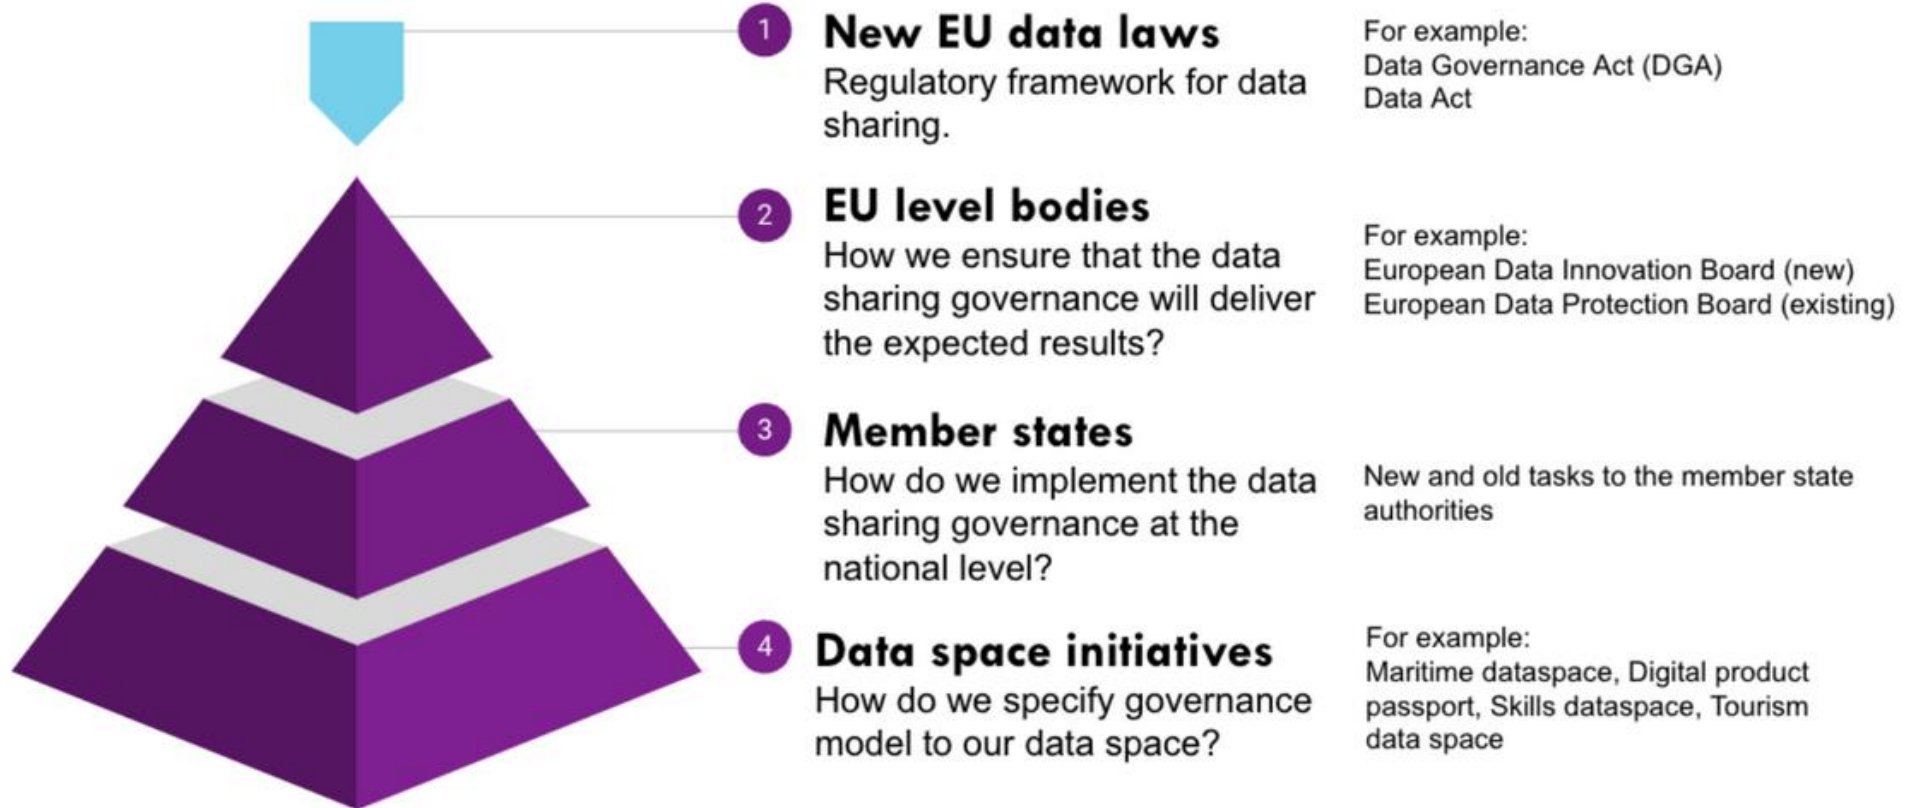 1
New EU data laws
Regulatory framework for data
sharing.
For example:
Data Governance Act (DGA)
Data Act
2
EU level bodies
How we ensure that the data
sharing governance will deliver
the expected results?
For example:
European Data Innovation Board (new)
European Data Protection Board (existing)
3
Member states
How do we implement the data
sharing governance at the
national level?
New and old tasks to the member state
authorities
4
Data space initiatives
How do we specify governance
model to our data space?
For example:
Maritime dataspace, Digital product
passport, Skills dataspace, Tourism
data space